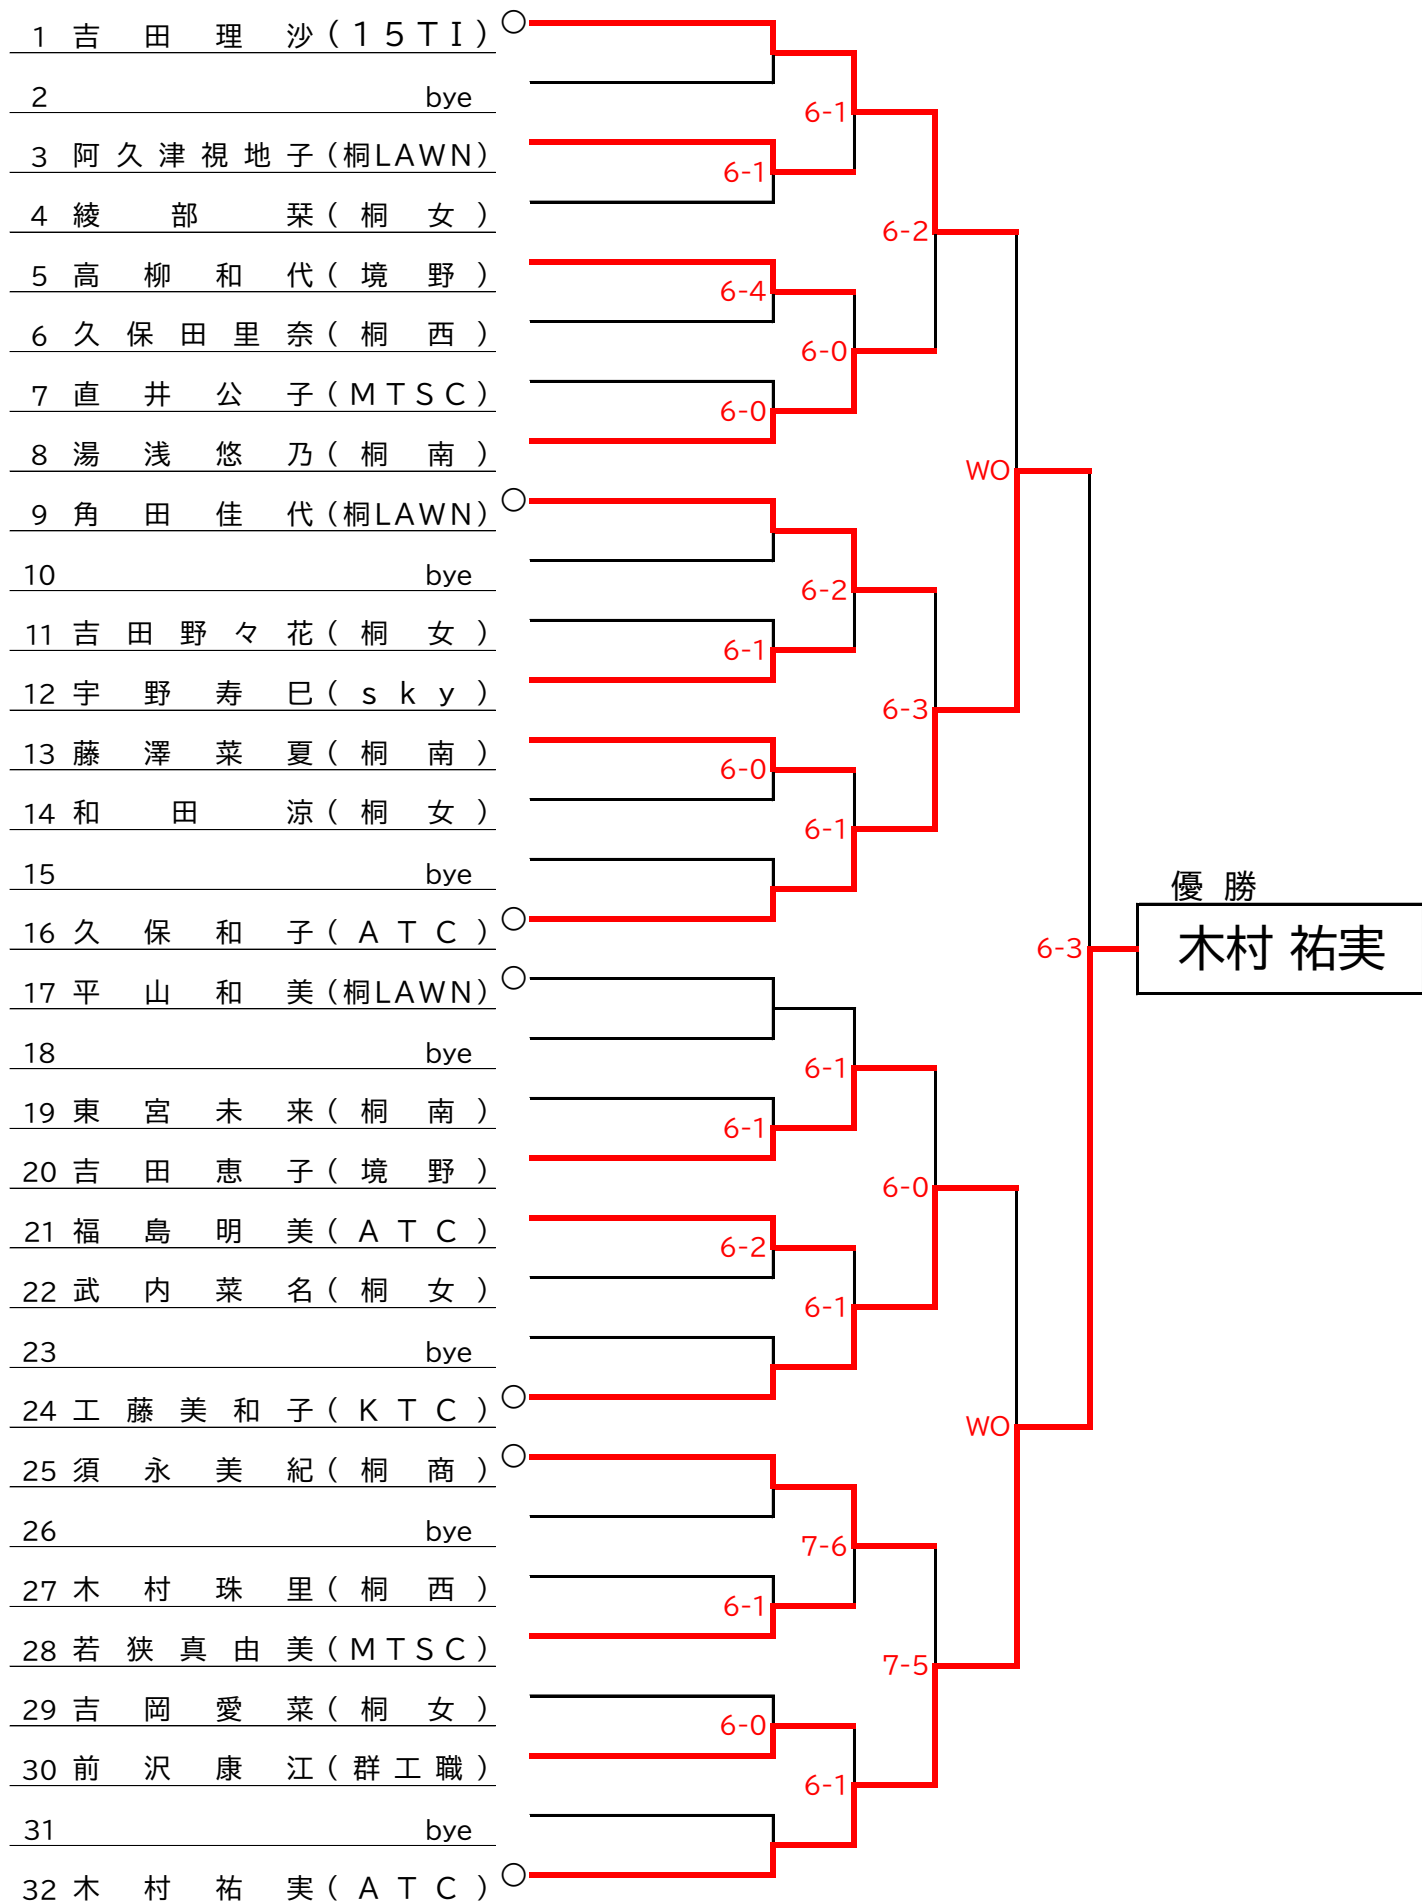 1 吉田理沙(15TI) ○
2 bye
6-1
3 阿久津視地子(桐LAWN)
6-1
4 綾部栞(桐女)
6-2
5 高柳和代(境野)
6-4
6 久保田里奈(桐西)
6-0
7 直井公子(MTSC)
6-0
8 湯浅悠乃(桐南)
WO
9 角田佳代(桐LAWN) ○
10 bye
6-2
11 吉田野々花(桐女)
6-1
12 宇野寿巳(sky)
6-3
13 藤澤菜夏(桐南)
6-0
14 和田涼(桐女)
6-1
15 bye
優勝
16 久保和子(ATC) ○
木村 祐実
6-3
17 平山和美(桐LAWN) ○
18 bye
6-1
19 東宮未来(桐南)
6-1
20 吉田恵子(境野)
6-0
21 福島明美(ATC)
6-2
22 武内菜名(桐女)
6-1
23 bye
24 工藤美和子(KTC) ○
WO
25 須永美紀(桐商) ○
26 bye
7-6
27 木村珠里(桐西)
6-1
28 若狭真由美(MTSC)
7-5
29 吉岡愛菜(桐女)
6-0
30 前沢康江(群工職)
6-1
31 bye
32 木村祐実(ATC) ○